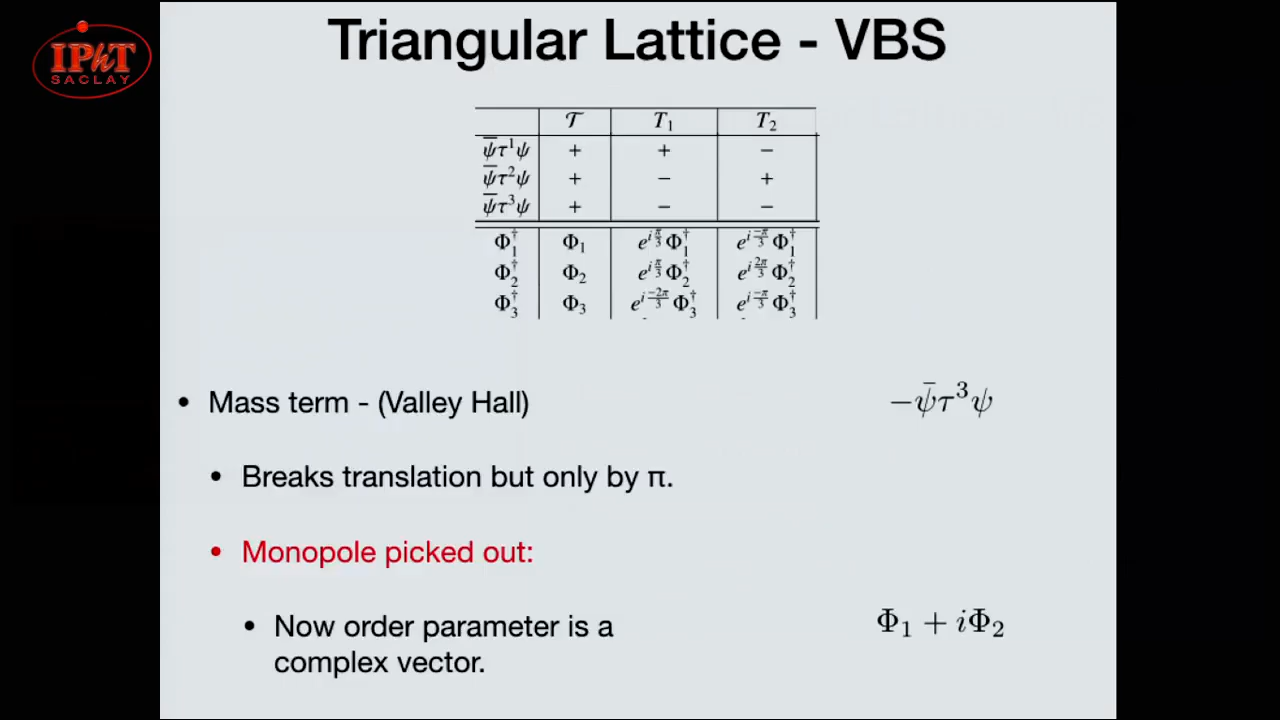 IPhT
SACLAY
Triangular Lattice - VBS
𝒯 T₁ T₂
ψ̅τ¹ψ + + −
ψ̅τ²ψ + − +
ψ̅τ³ψ + − −
Φ₁† Φ₁ e^{iπ/3}Φ₁† e^{i−π/3}Φ₁†
Φ₂† Φ₂ e^{iπ/3}Φ₂† e^{i2π/3}Φ₂†
Φ₃† Φ₃ e^{i−2π/3}Φ₃† e^{i−π/3}Φ₃†
• Mass term - (Valley Hall) −ψ̄τ³ψ
• Breaks translation but only by π.
• Monopole picked out:
• Now order parameter is a Φ₁ + iΦ₂
complex vector.